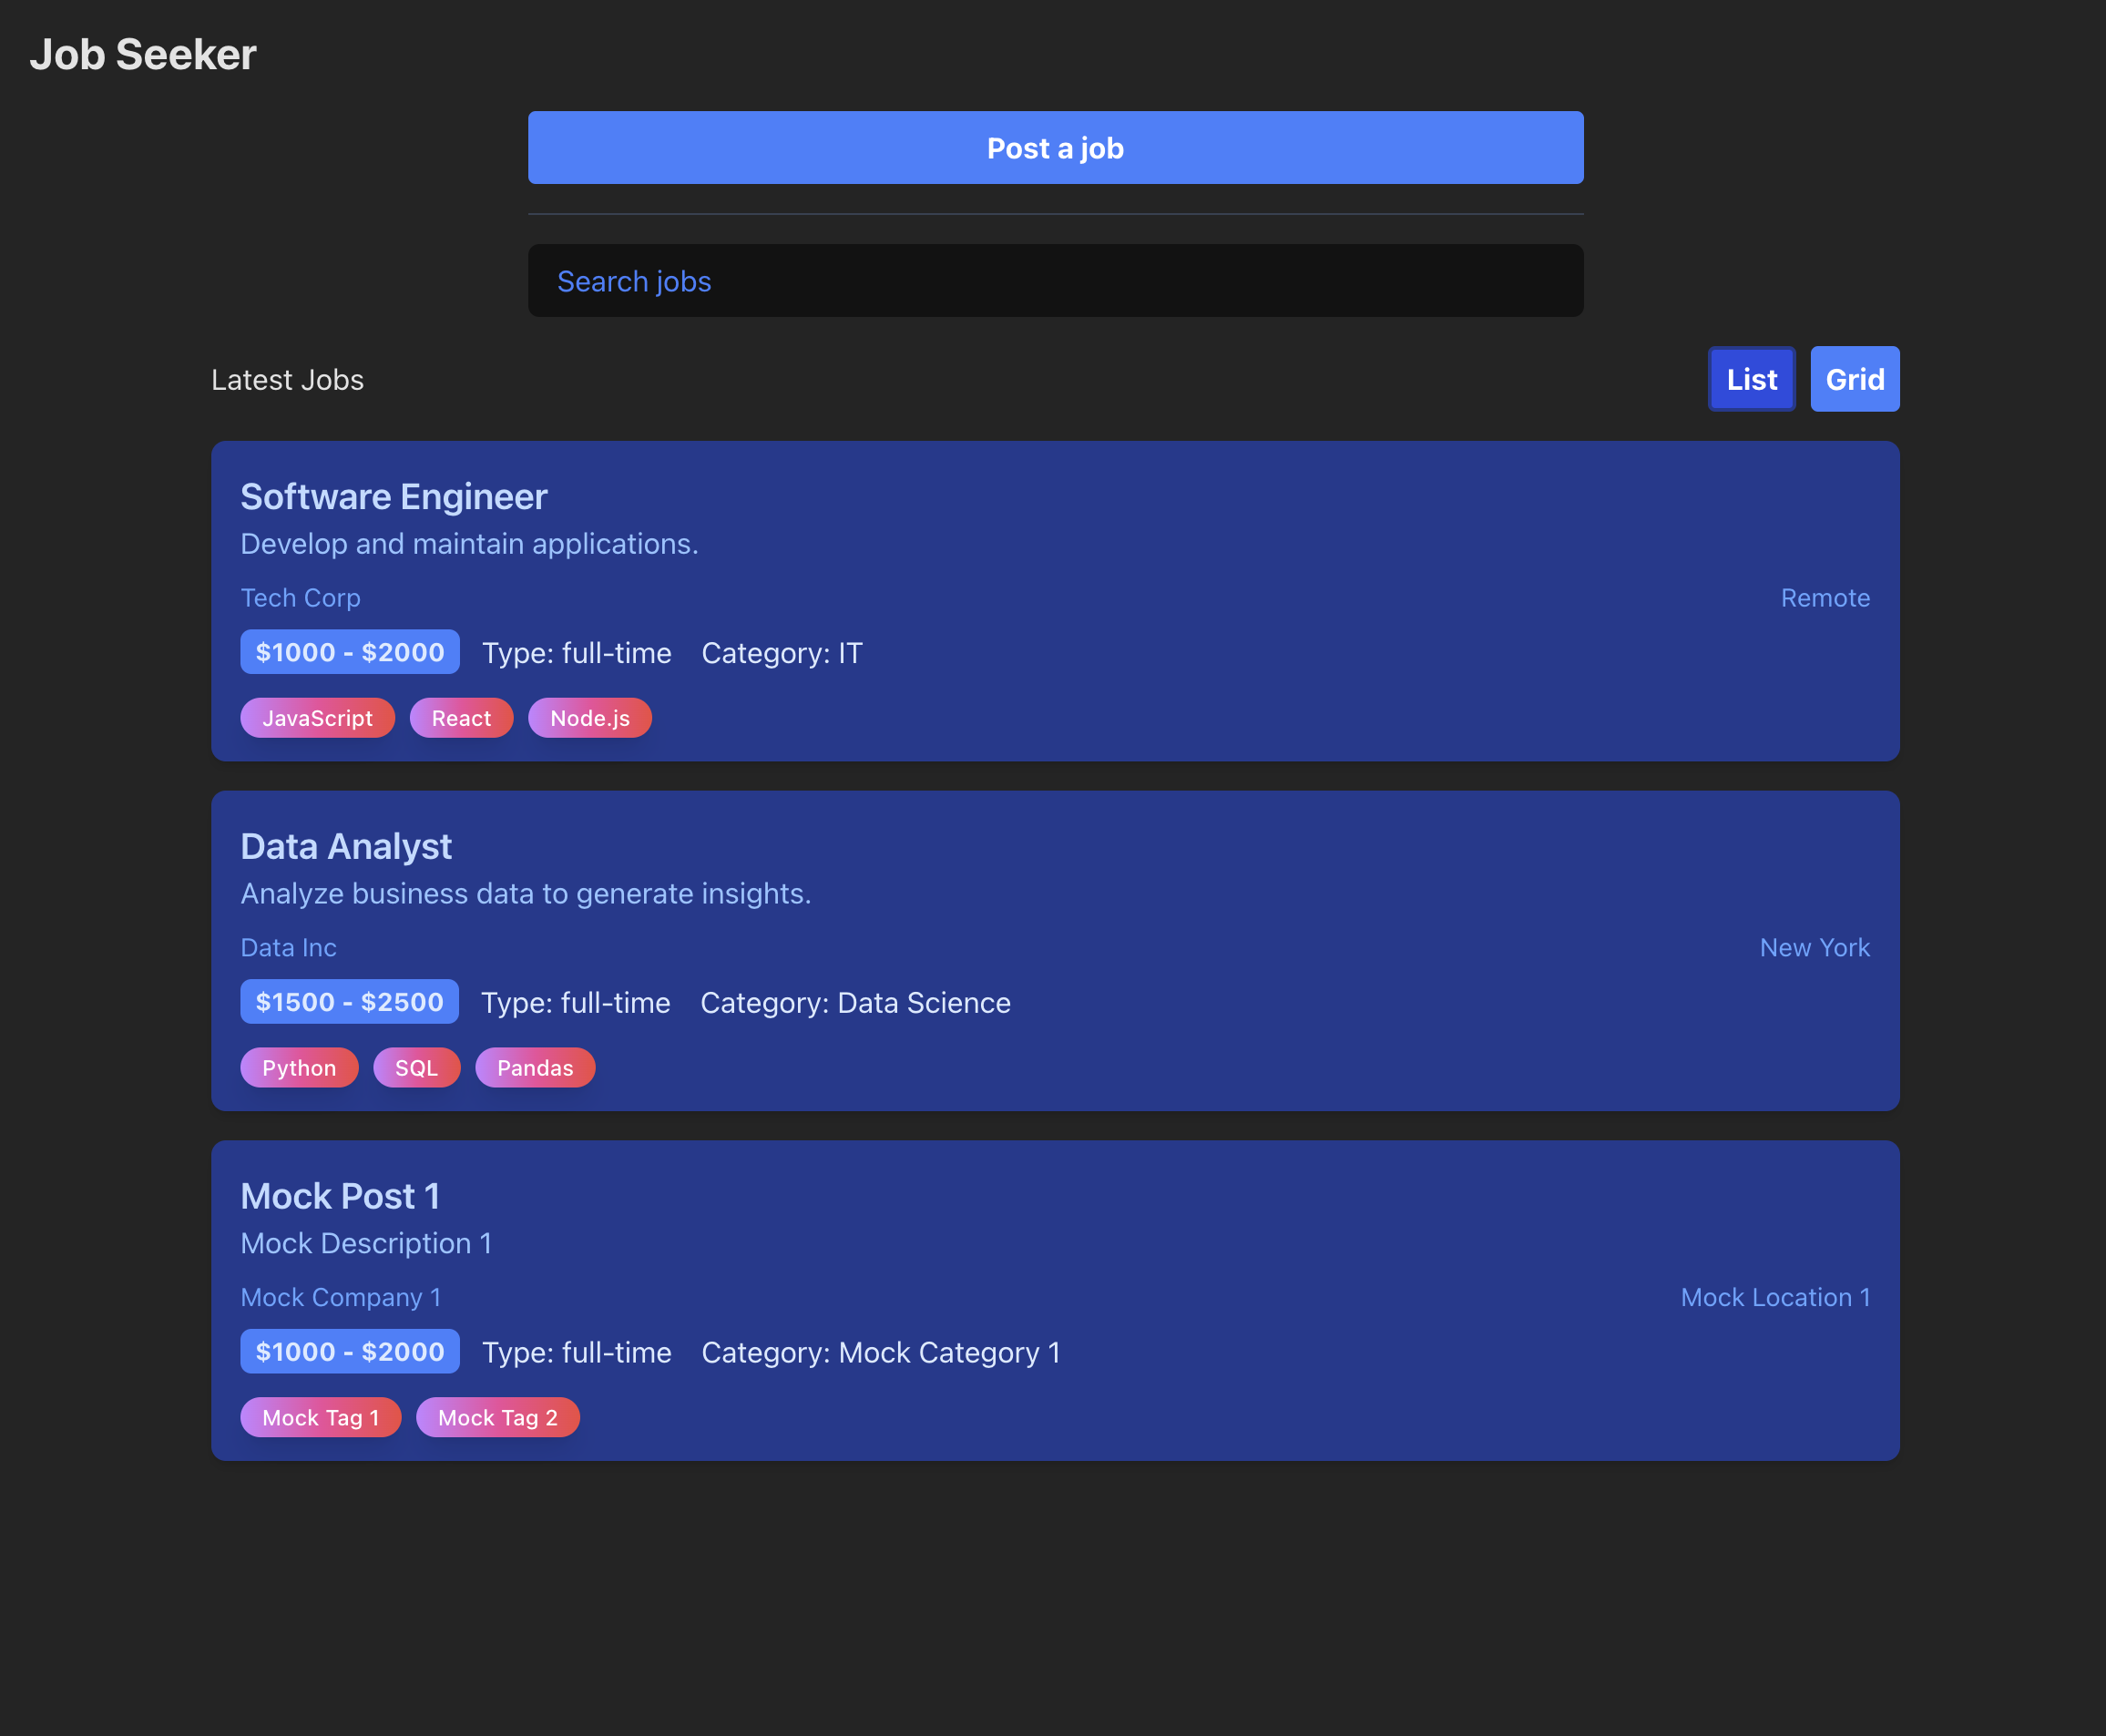 Job Seeker
Post a job
Search jobs
Latest Jobs
List
Grid
Software Engineer
Develop and maintain applications.
Tech Corp
Remote
$1000 - $2000
Type: full-time
Category: IT
JavaScript
React
Node.js
Data Analyst
Analyze business data to generate insights.
Data Inc
New York
$1500 - $2500
Type: full-time
Category: Data Science
Python
SQL
Pandas
Mock Post 1
Mock Description 1
Mock Company 1
Mock Location 1
$1000 - $2000
Type: full-time
Category: Mock Category 1
Mock Tag 1
Mock Tag 2